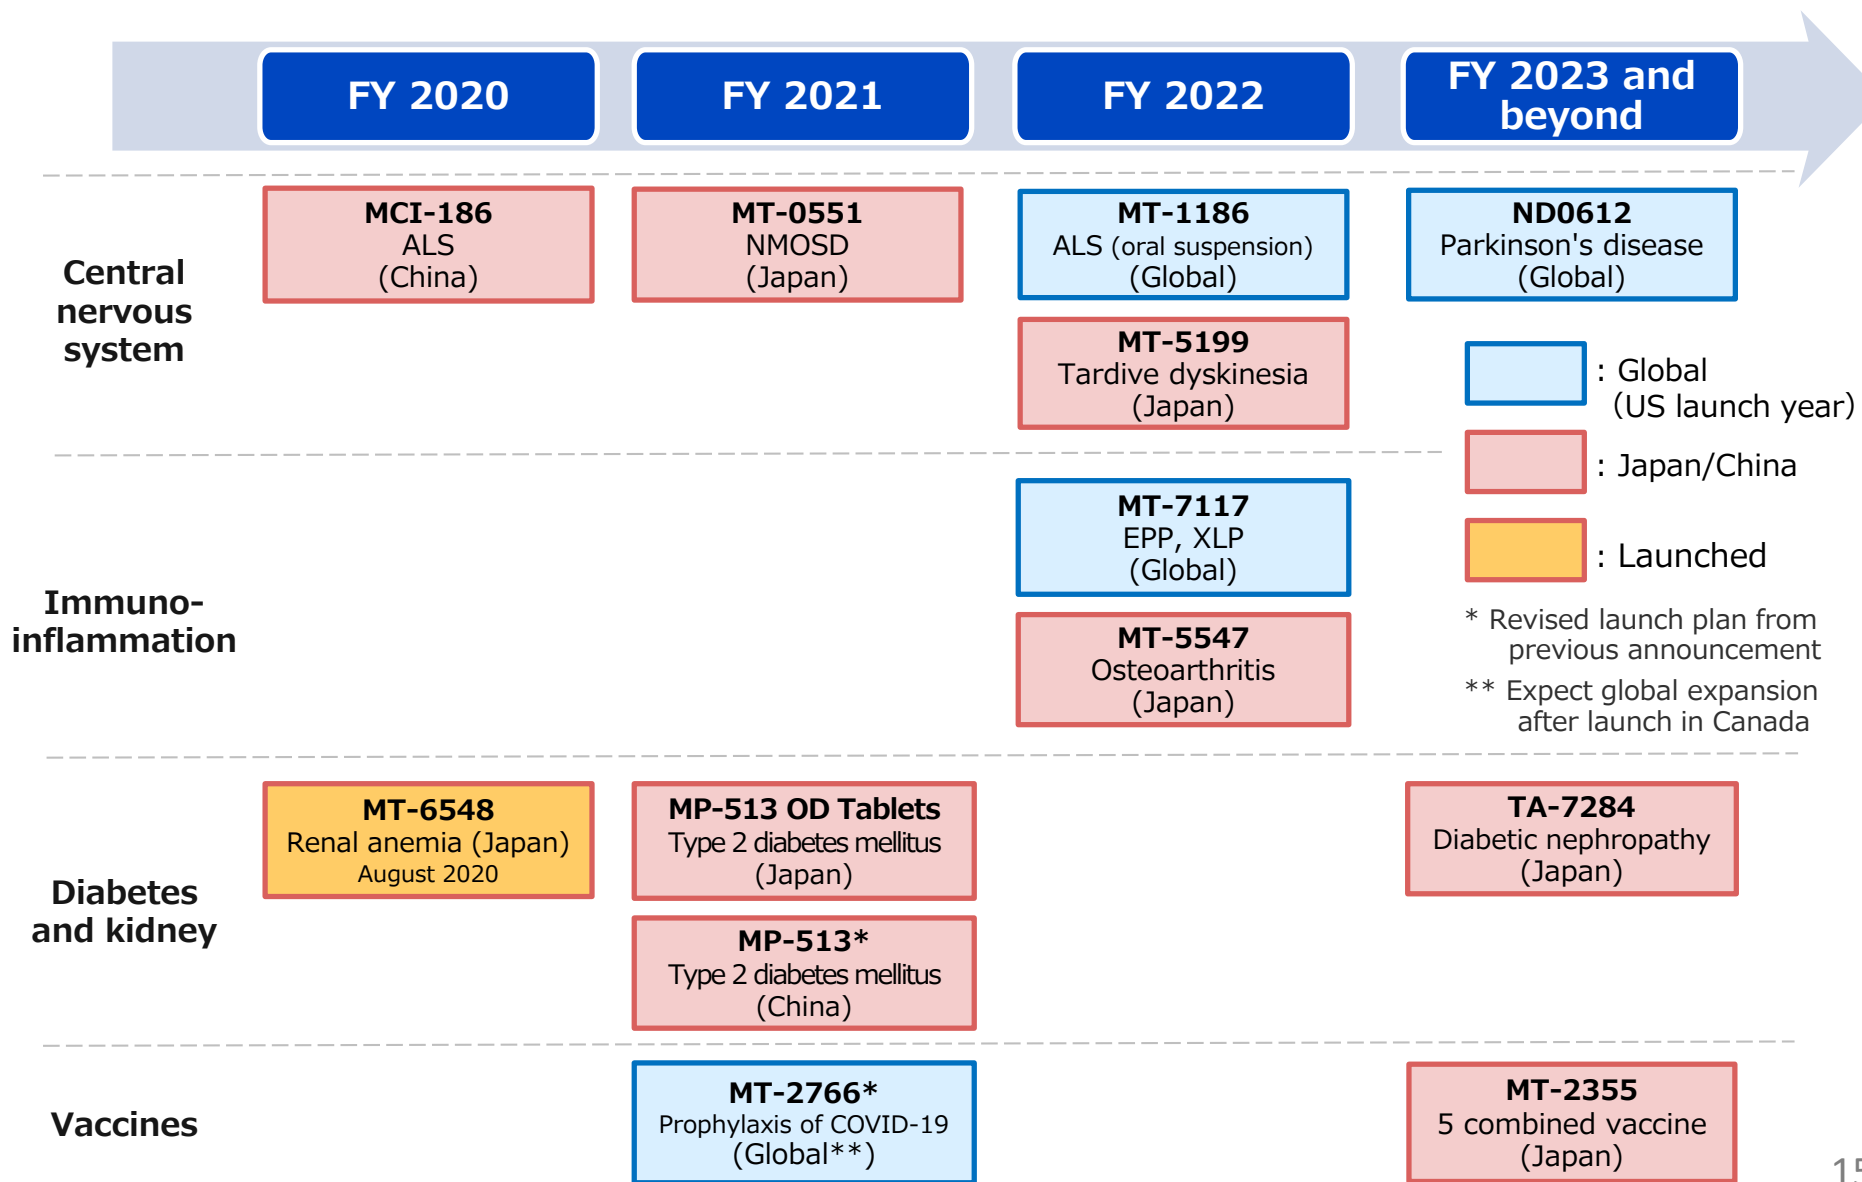 FY 2020
FY 2021
FY 2022
FY 2023 and
beyond
Central
nervous
system
MCI-186
ALS
(China)
MT-0551
NMOSD
(Japan)
MT-1186
ALS (oral suspension)
(Global)
MT-5199
Tardive dyskinesia
(Japan)
ND0612
Parkinson's disease
(Global)
: Global
(US launch year)
: Japan/China
: Launched
* Revised launch plan from
previous announcement
** Expect global expansion
after launch in Canada
Immuno-
inflammation
MT-7117
EPP, XLP
(Global)
MT-5547
Osteoarthritis
(Japan)
Diabetes
and kidney
MT-6548
Renal anemia (Japan)
August 2020
MP-513 OD Tablets
Type 2 diabetes mellitus
(Japan)
MP-513*
Type 2 diabetes mellitus
(China)
TA-7284
Diabetic nephropathy
(Japan)
Vaccines
MT-2766*
Prophylaxis of COVID-19
(Global**)
MT-2355
5 combined vaccine
(Japan)
15